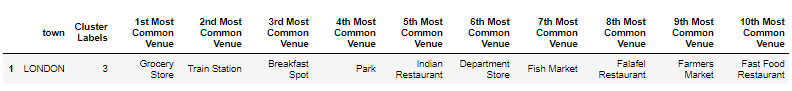 town Cluster Labels 1st Most Common Venue 2nd Most Common Venue 3rd Most Common Venue 4th Most Common Venue 5th Most Common Venue 6th Most Common Venue 7th Most Common Venue 8th Most Common Venue 9th Most Common Venue 10th Most Common Venue
1 LONDON 3 Grocery Store Train Station Breakfast Spot Park Indian Restaurant Department Store Fish Market Falafel Restaurant Farmers Market Fast Food Restaurant